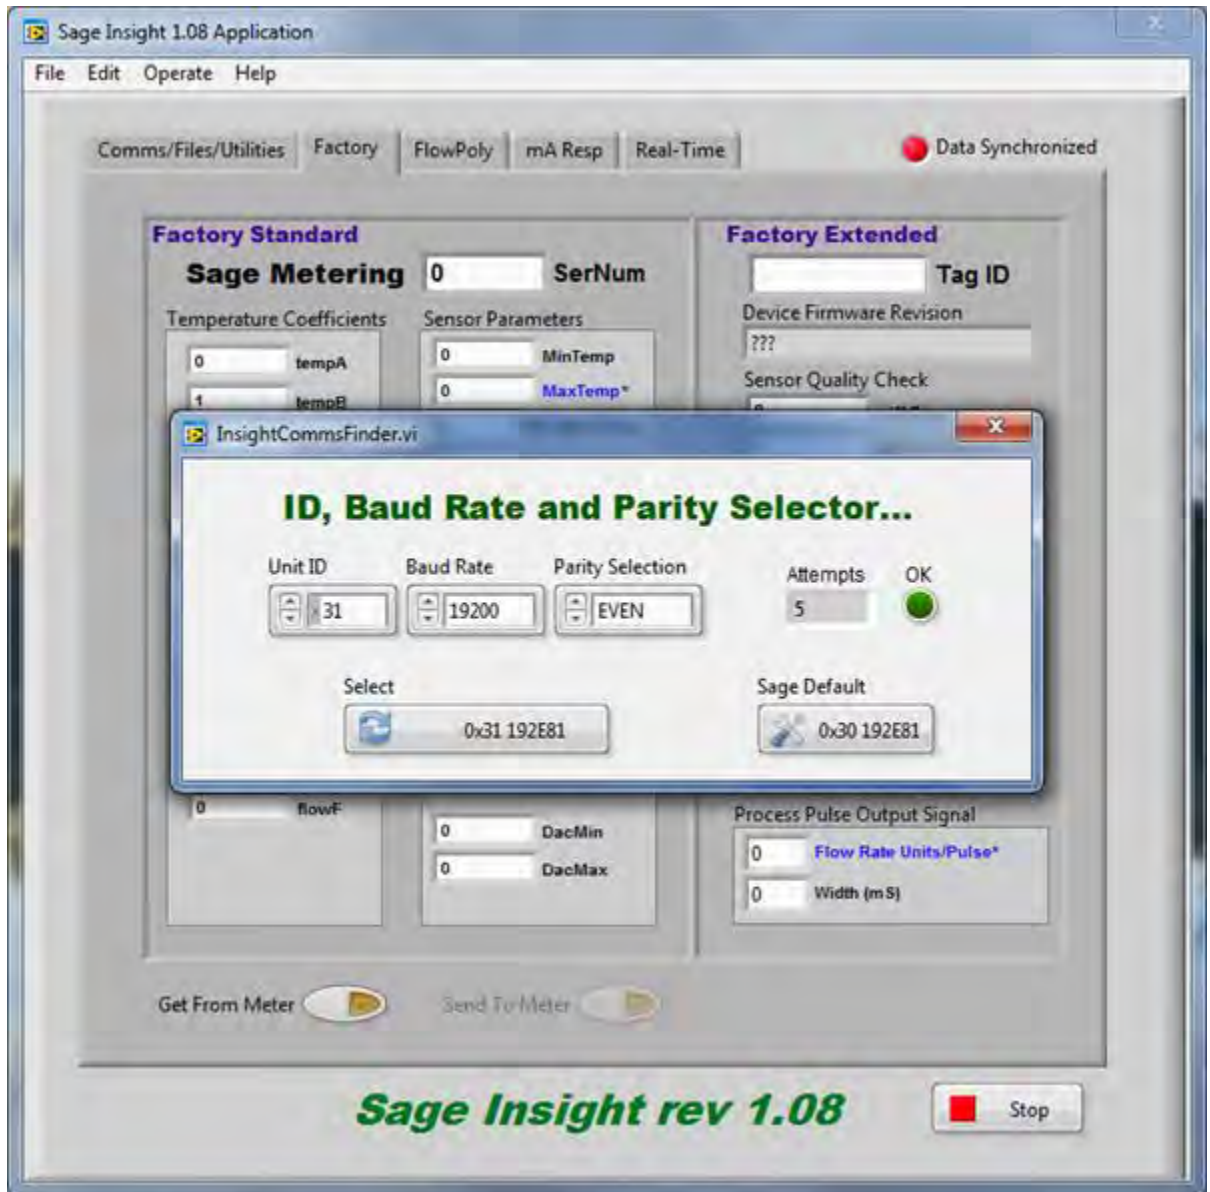 Sage Insight 1.08 Application
File Edit Operate Help
Comms/Files/Utilities Factory FlowPoly mA Resp Real-Time Data Synchronized
Factory Standard
Sage Metering 0 SerNum
Temperature Coefficients Sensor Parameters
0 tempA 0 MinTemp
1 tempB 0 MaxTemp*
Factory Extended
Tag ID
Device Firmware Revision
???
Sensor Quality Check
InsightCommsFinder.vi
ID, Baud Rate and Parity Selector...
Unit ID Baud Rate Parity Selection Attempts OK
x 31 19200 EVEN 5
Select Sage Default
0x31 192E81 0x30 192E81
0 flowF
0 DacMin
0 DacMax
Process Pulse Output Signal
0 Flow Rate Units/Pulse*
0 Width (mS)
Get From Meter Send To Meter
Sage Insight rev 1.08 Stop